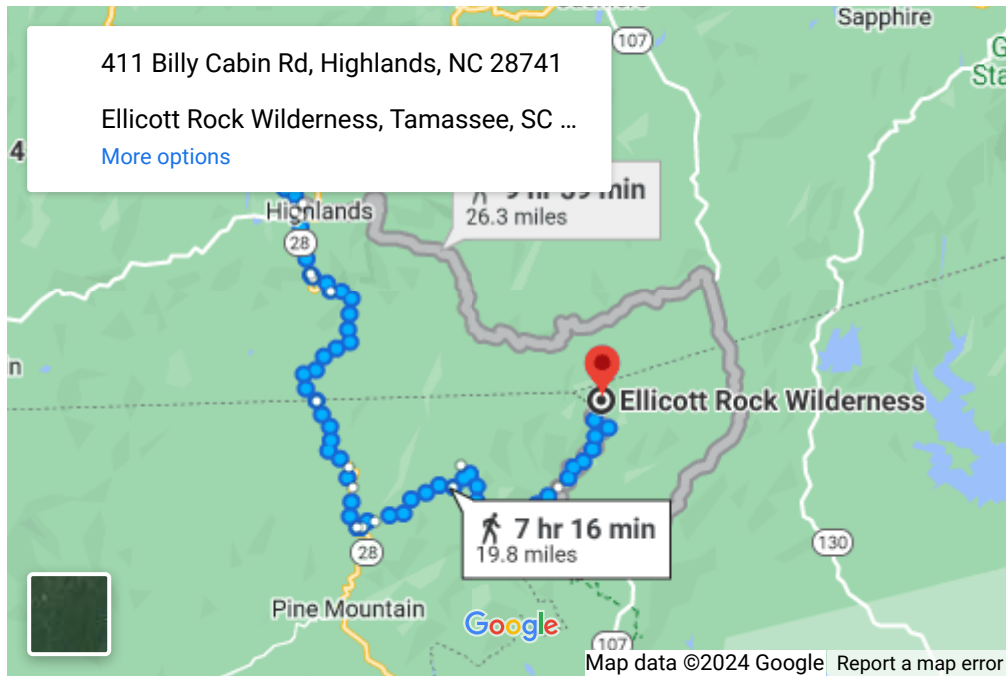 107
Sapphire
G
Sta
411 Billy Cabin Rd, Highlands, NC 28741
Ellicott Rock Wilderness, Tamassee, SC ...
More options
4
26.3 miles
Highlands
28
n
Ellicott Rock Wilderness
7 hr 16 min
19.8 miles
28
130
Pine Mountain
Google
107
Map data ©2024 Google
Report a map error